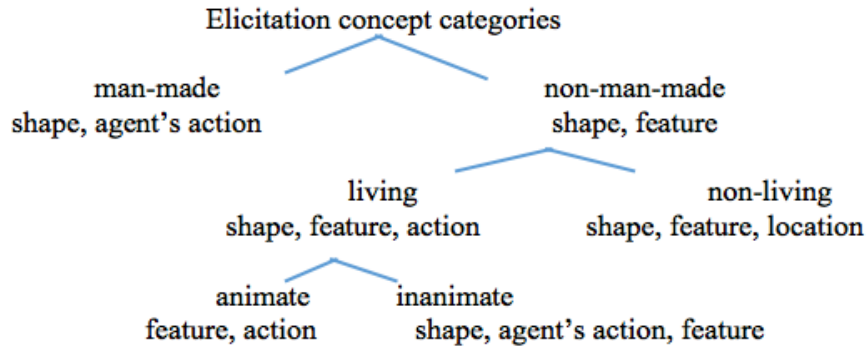 Elicitation concept categories
man-made non-man-made
shape, agent’s action shape, feature
living non-living
shape, feature, action shape, feature, location
animate inanimate
feature, action shape, agent’s action, feature